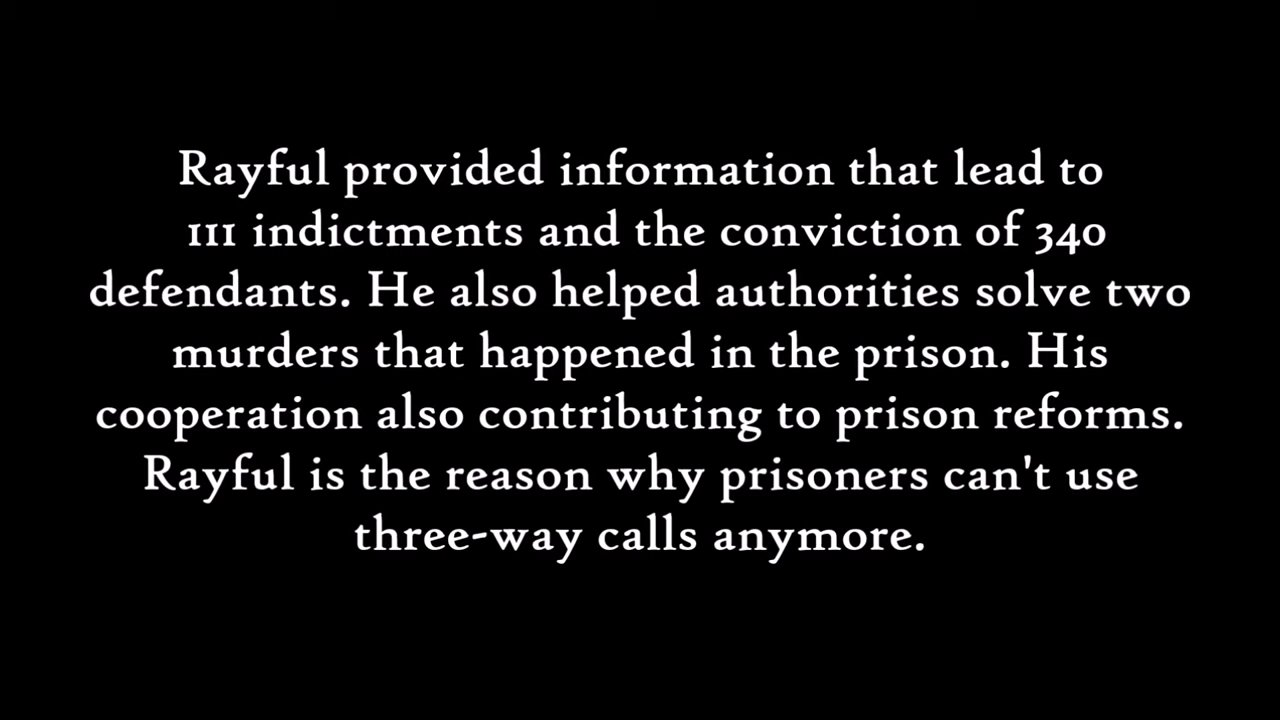 Rayful provided information that lead to
111 indictments and the conviction of 340
defendants. He also helped authorities solve two
murders that happened in the prison. His
cooperation also contributing to prison reforms.
Rayful is the reason why prisoners can't use
three-way calls anymore.